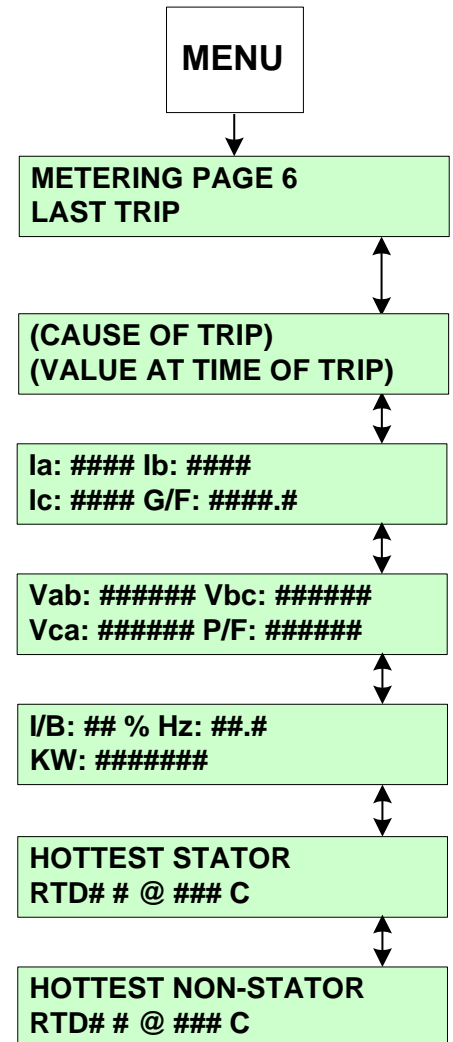 MENU
METERING PAGE 6
LAST TRIP
(CAUSE OF TRIP)
(VALUE AT TIME OF TRIP)
Ia: #### Ib: ####
Ic: #### G/F: ####.#
Vab: ###### Vbc: ######
Vca: ###### P/F: ######
I/B: ## % Hz: ##.#
KW: #######
HOTTEST STATOR
RTD# # @ ### C
HOTTEST NON-STATOR
RTD# # @ ### C